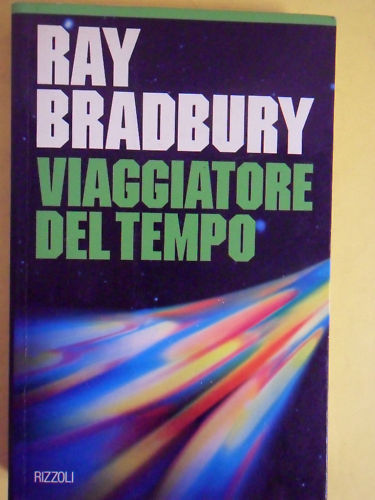 RAY
BRADBURY
VIAGGIATORE
DEL TEMPO
RIZZOLI